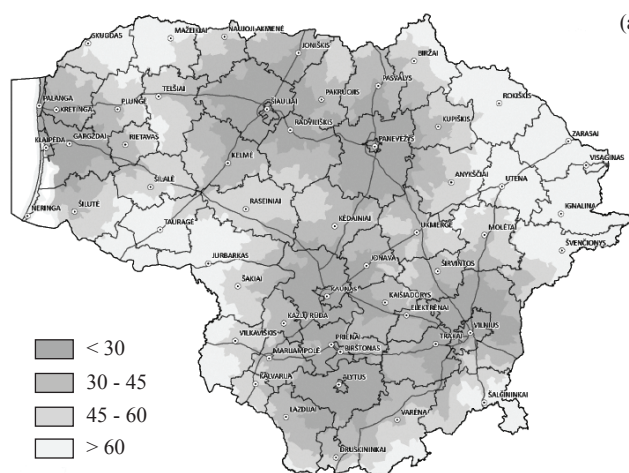 (a
SKUODAS
MAŽEIKIAI
NAUJOJI AKMENĖ
JONIŠKIS
BIRŽAI
PASVALYS
PAKRUOJIS
ROKIŠKIS
TELŠIAI
ŠIAULIAI
PALANGA
KRETINGA
PLUNGĖ
KUPIŠKIS
RADVILIŠKIS
PANEVĖŽYS
ZARASAI
KLAIPĖDA
GARGŽDAI
RIETAVAS
VISAGINAS
KELMĖ
ANYKŠČIAI
UTENA
ŠILALĖ
NERINGA
ŠILUTĖ
RASEINIAI
IGNALINA
TAURAGĖ
KĖDAINIAI
UKMERGĖ
MOLĖTAI
ŠVENČIONYS
JURBARKAS
JONAVA
ŠIRVINTOS
ŠAKIAI
KAUNAS
KAIŠIADORYS
ELEKTRĖNAI
KAZLŲ RŪDA
VILNIUS
VILKAVIŠKIS
PRIENAI
BIRŠTONAS
TRAKAI
MARIJAMPOLĖ
KALVARIJA
ALYTUS
ŠALČININKAI
LAZDIJAI
VARĖNA
DRUSKININKAI
< 30
30 - 45
45 - 60
> 60